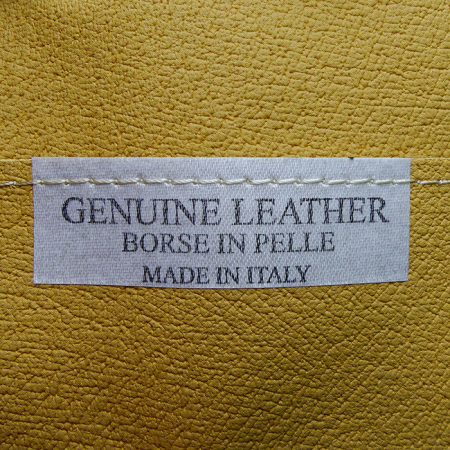 GENUINE LEATHER
BORSE IN PELLE
MADE IN ITALY